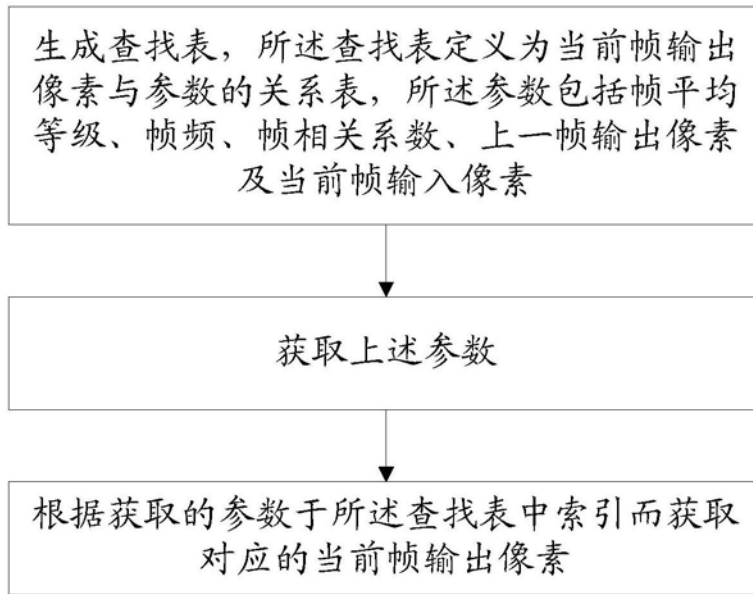 生成查找表，所述查找表定义为当前帧输出
像素与参数的关系表，所述参数包括帧平均
等级、帧频、帧相关系数、上一帧输出像素
及当前帧输入像素
获取上述参数
根据获取的参数于所述查找表中索引而获取
对应的当前帧输出像素